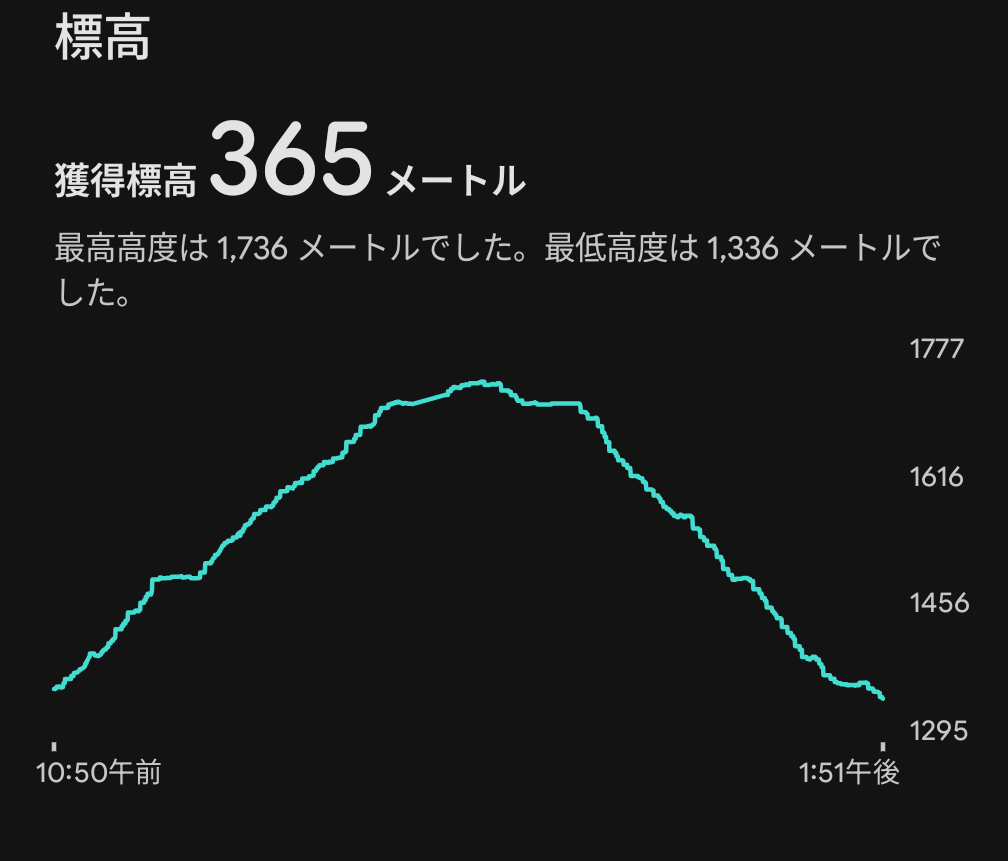 標高
獲得標高 365 メートル
最高高度は 1,736 メートルでした。最低高度は 1,336 メートルで
した。
1777
1616
1456
1295
10:50午前
1:51午後